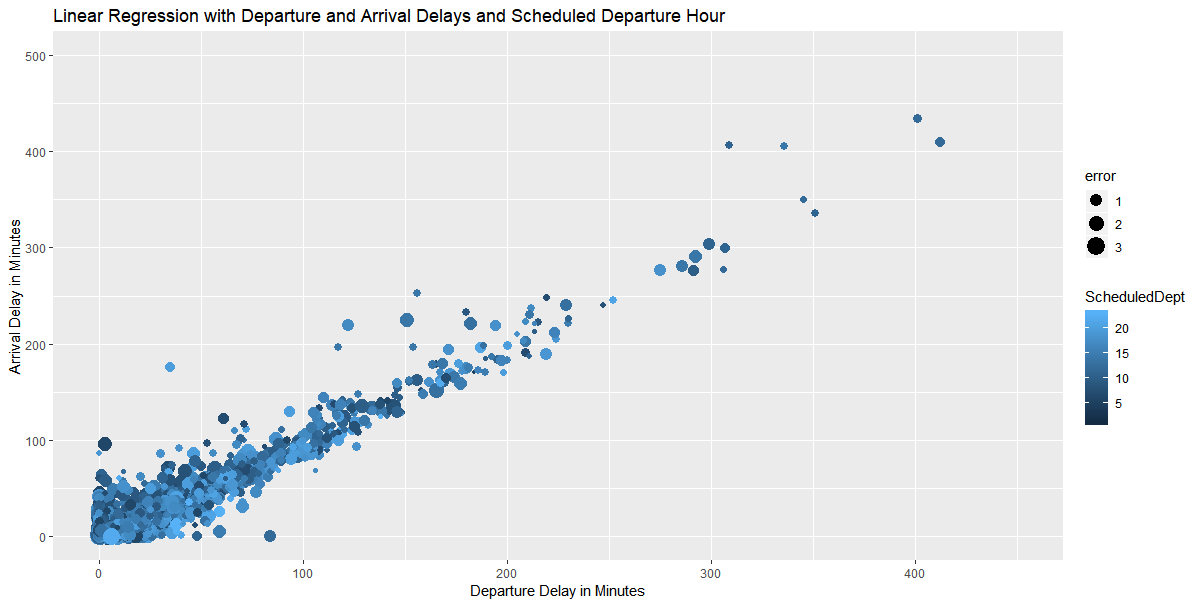 Linear Regression with Departure and Arrival Delays and Scheduled Departure Hour
500
400
300
200
100
0
Arrival Delay in Minutes
0 100 200 300 400
Departure Delay in Minutes
error
1
2
3
ScheduledDept
20
15
10
5